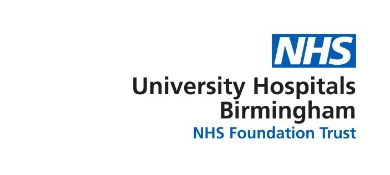 NHS
University Hospitals
Birmingham
NHS Foundation Trust